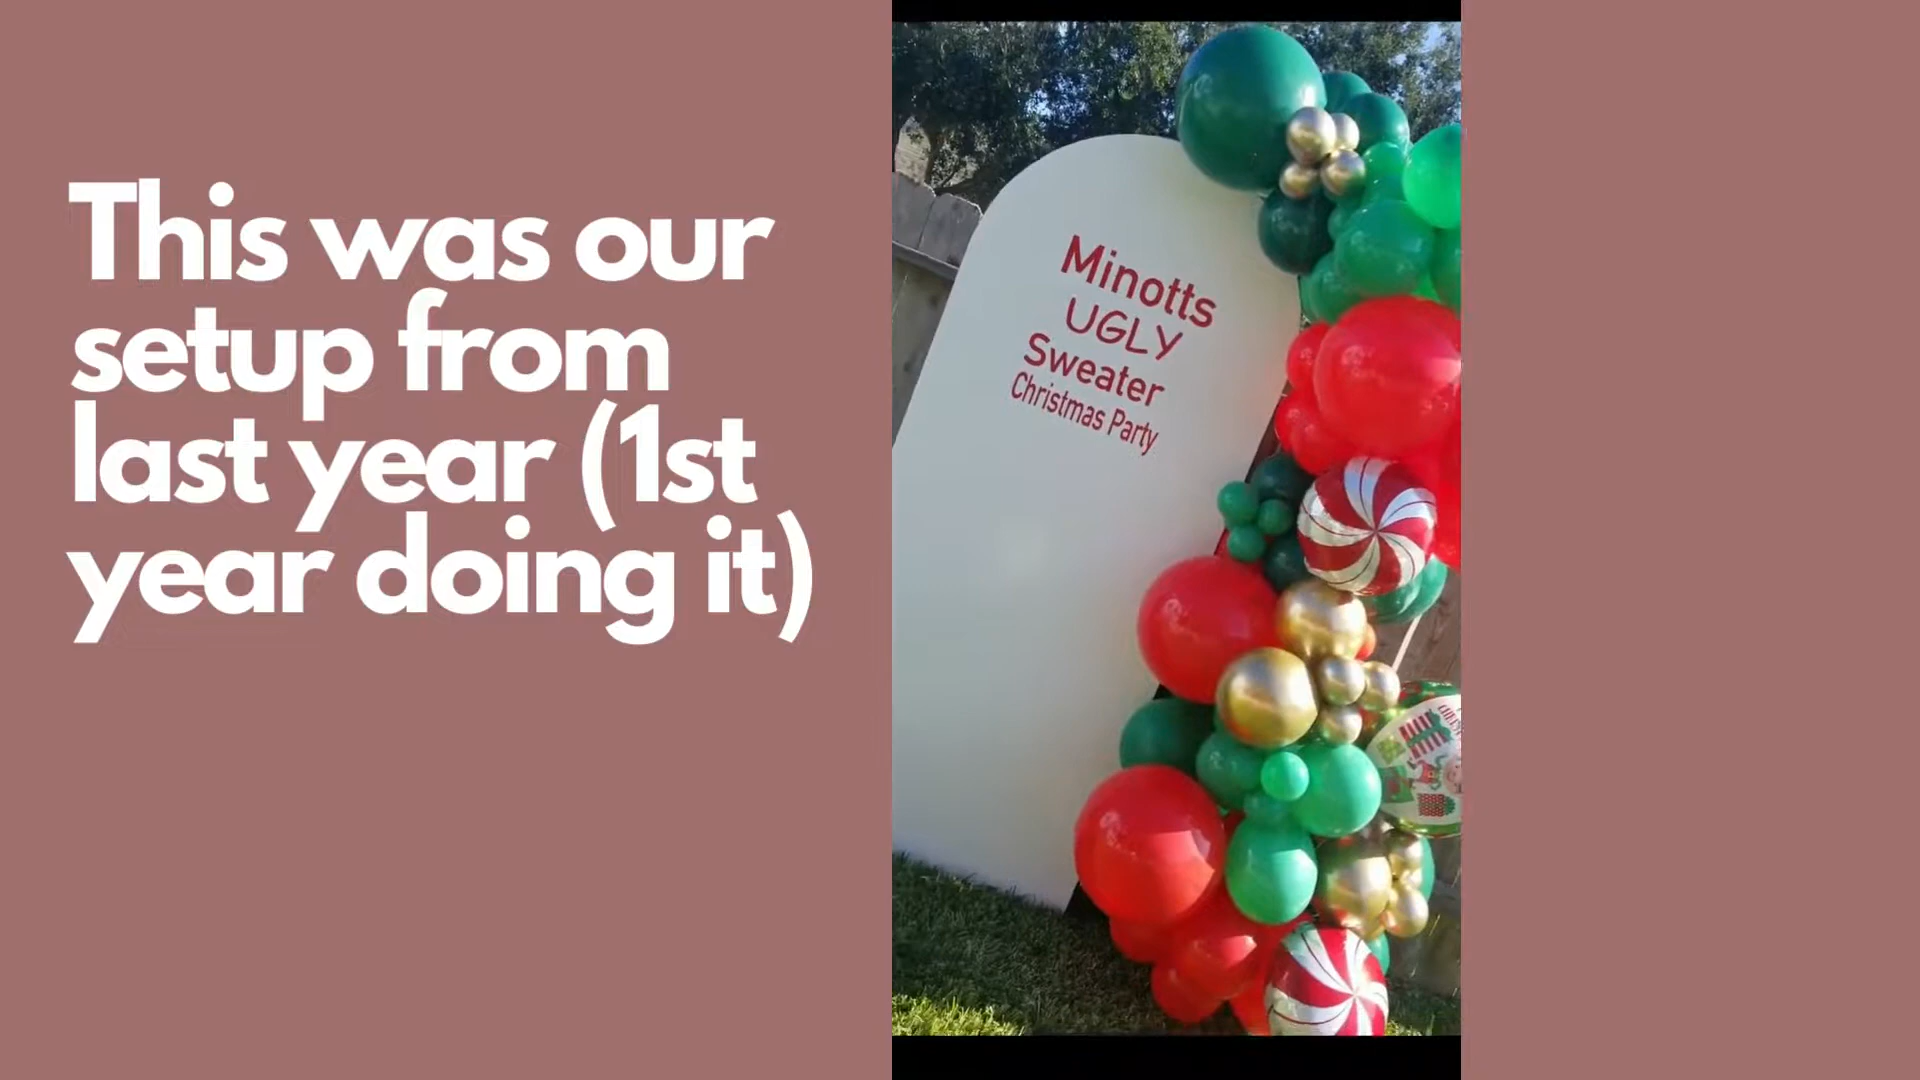 This was our
setup from
last year (1st
year doing it)
Minotts
UGLY
Sweater
Christmas Party